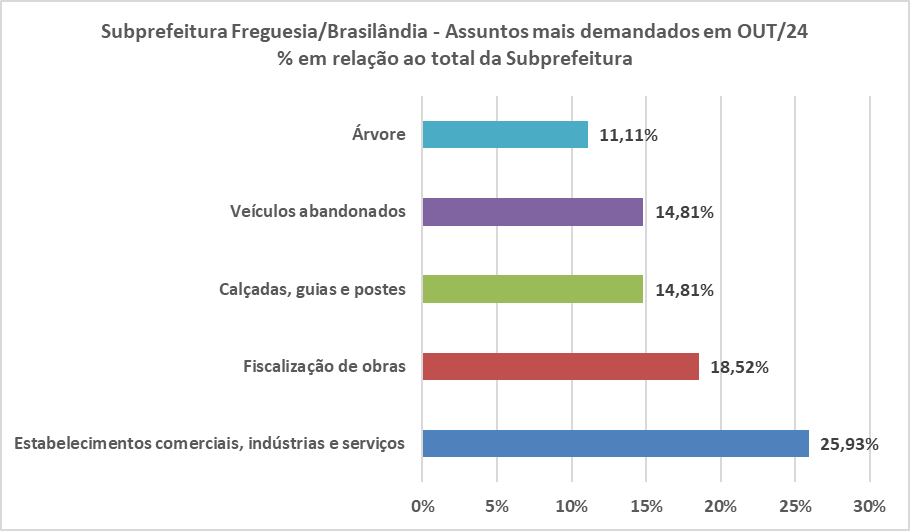 Subprefeitura Freguesia/Brasilândia - Assuntos mais demandados em OUT/24
% em relação ao total da Subprefeitura
Árvore 11,11%
Veículos abandonados 14,81%
Calçadas, guias e postes 14,81%
Fiscalização de obras 18,52%
Estabelecimentos comerciais, indústrias e serviços 25,93%
0% 5% 10% 15% 20% 25% 30%